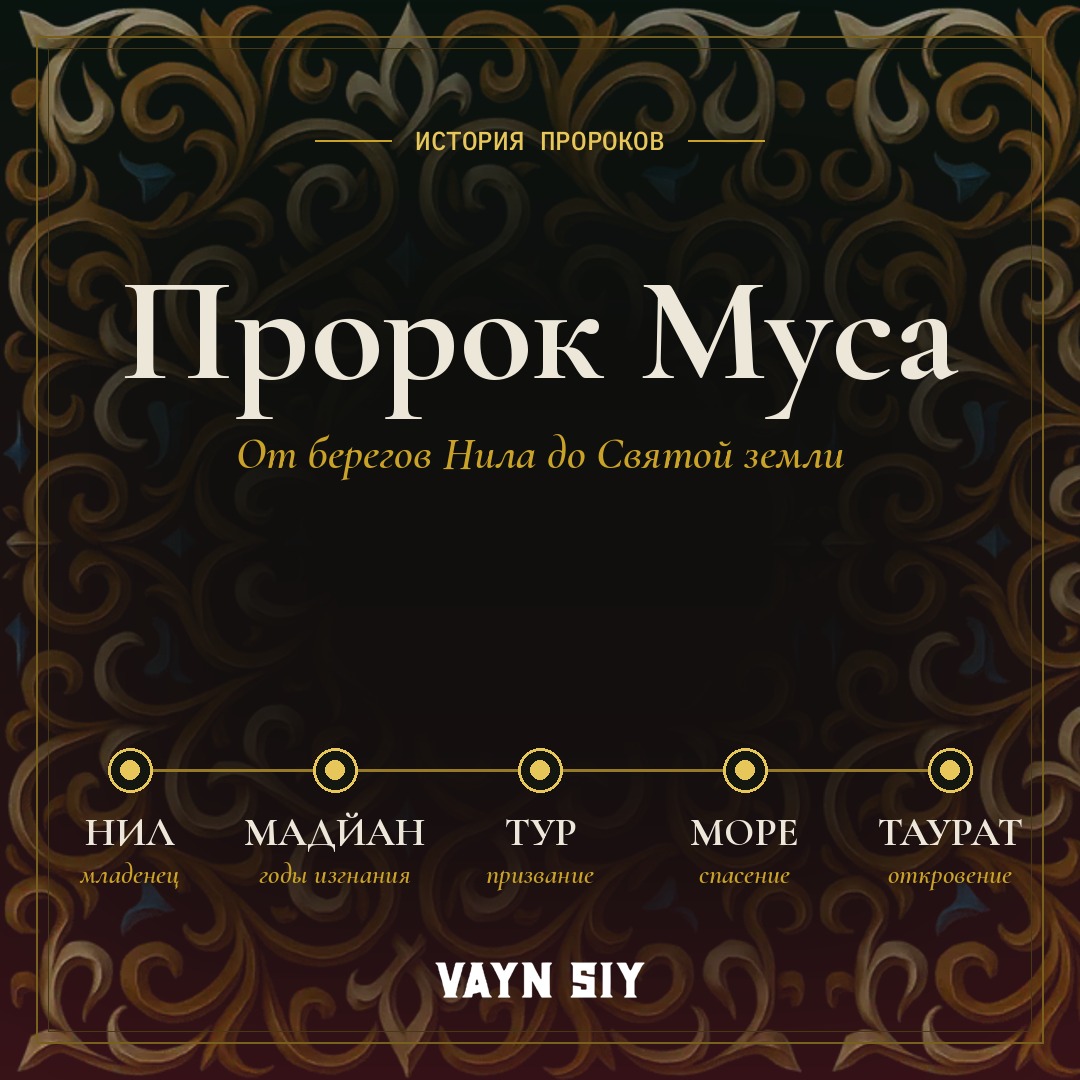 ИСТОРИЯ ПРОРОКОВ
Пророк Муса
От берегов Нила до Святой земли
НИЛ МАДЙАН ТУР МОРЕ ТАУРАТ
младенец годы изгнания призвание спасение откровение
VAYN SIY